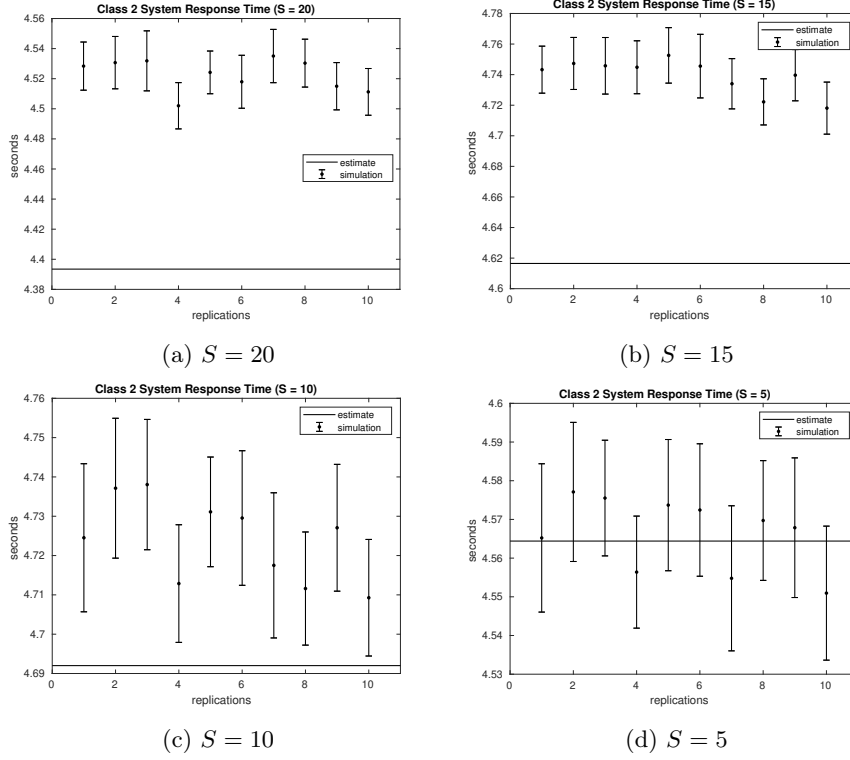 Class 2 System Response Time (S = 20)
4.56
4.54
4.52
4.5
4.48
4.46
4.44
4.42
4.4
4.38
seconds
estimate
simulation
0 2 4 6 8 10
replications
(a) S = 20
Class 2 System Response Time (S = 15)
4.78
4.76
4.74
4.72
4.7
4.68
4.66
4.64
4.62
4.6
seconds
estimate
simulation
0 2 4 6 8 10
replications
(b) S = 15
Class 2 System Response Time (S = 10)
4.76
4.75
4.74
4.73
4.72
4.71
4.7
4.69
seconds
estimate
simulation
0 2 4 6 8 10
replications
(c) S = 10
Class 2 System Response Time (S = 5)
4.6
4.59
4.58
4.57
4.56
4.55
4.54
4.53
seconds
estimate
simulation
0 2 4 6 8 10
replications
(d) S = 5